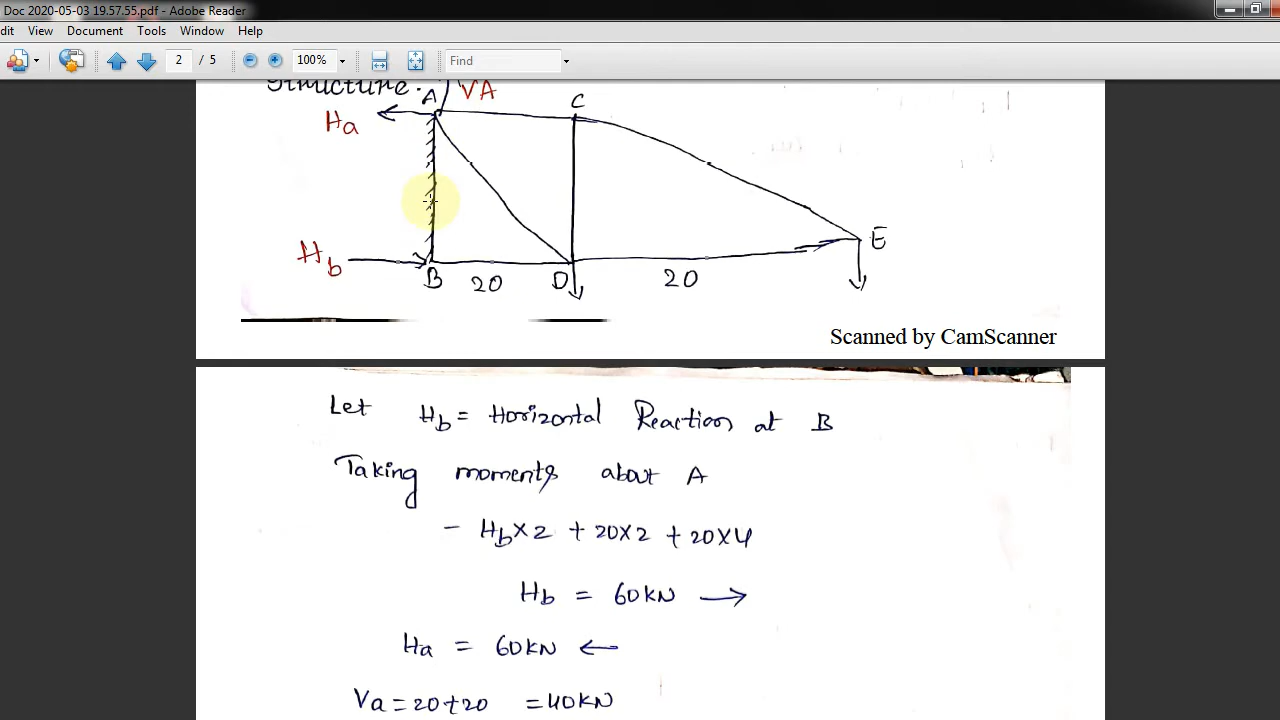 Doc 2020-05-03 19.57.55.pdf - Adobe Reader
dit View Document Tools Window Help
2 / 5 100% Find
Structure.
A VA C
Ha
Hb
E
B 20 D 20
Scanned by CamScanner
Let Hb = Horizontal Reaction at B
Taking moments about A
- Hb×2 + 20×2 + 20×4
Hb = 60KN →
Ha = 60KN ←
Va = 20+20 = 40KN